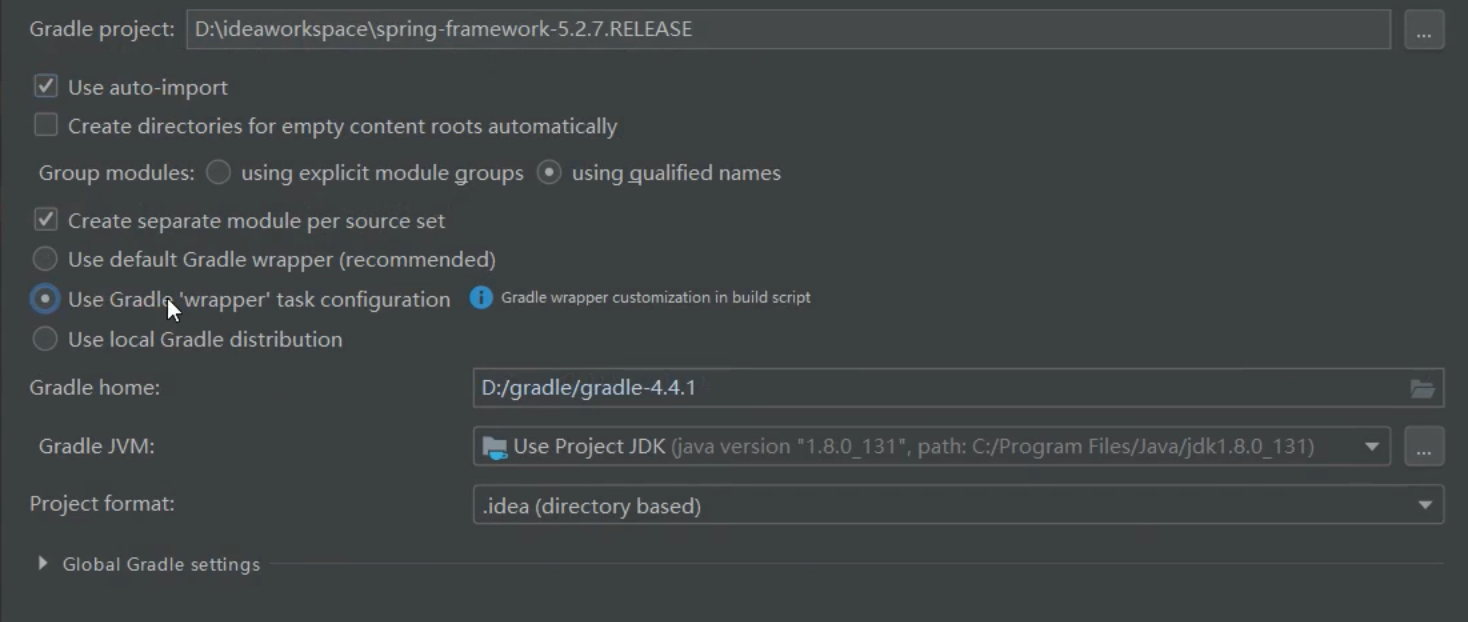 Gradle project: D:\ideaworkspace\spring-framework-5.2.7.RELEASE ...
Use auto-import
Create directories for empty content roots automatically
Group modules: using explicit module groups using qualified names
Create separate module per source set
Use default Gradle wrapper (recommended)
Use Gradle 'wrapper' task configuration Gradle wrapper customization in build script
Use local Gradle distribution
Gradle home: D:/gradle/gradle-4.4.1
Gradle JVM: Use Project JDK (java version "1.8.0_131", path: C:/Program Files/Java/jdk1.8.0_131) ...
Project format: .idea (directory based)
Global Gradle settings